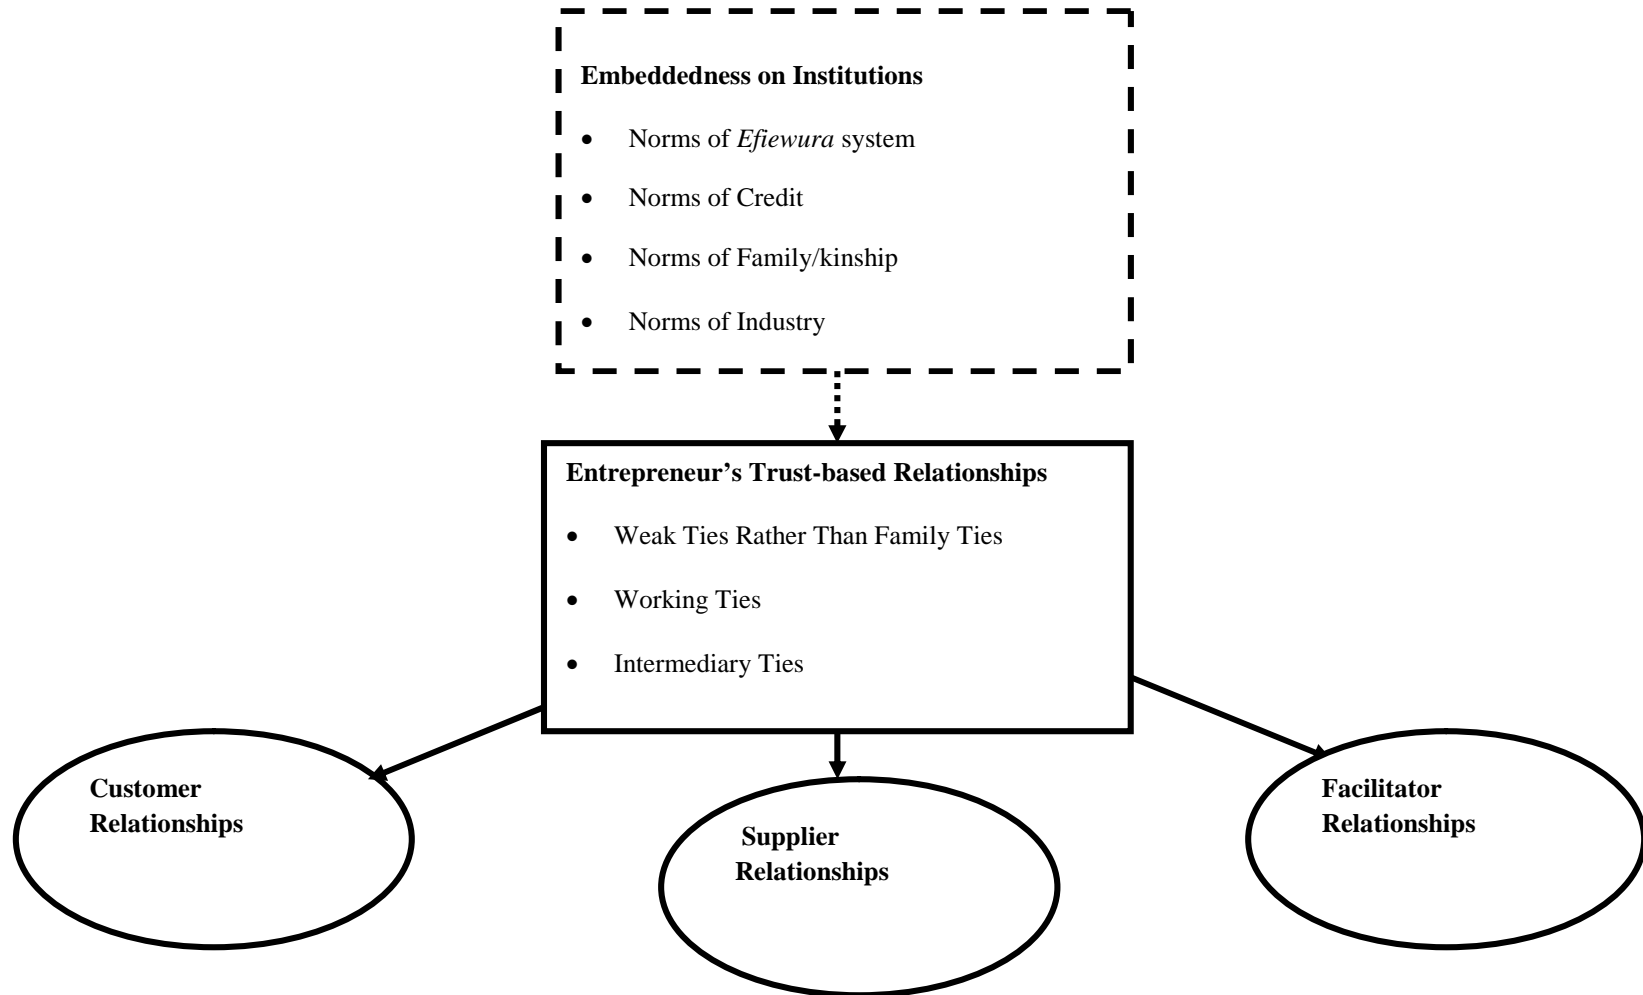 Embeddedness on Institutions
• Norms of Efiewura system
• Norms of Credit
• Norms of Family/kinship
• Norms of Industry
Entrepreneur’s Trust-based Relationships
• Weak Ties Rather Than Family Ties
• Working Ties
• Intermediary Ties
Customer
Relationships
Supplier
Relationships
Facilitator
Relationships